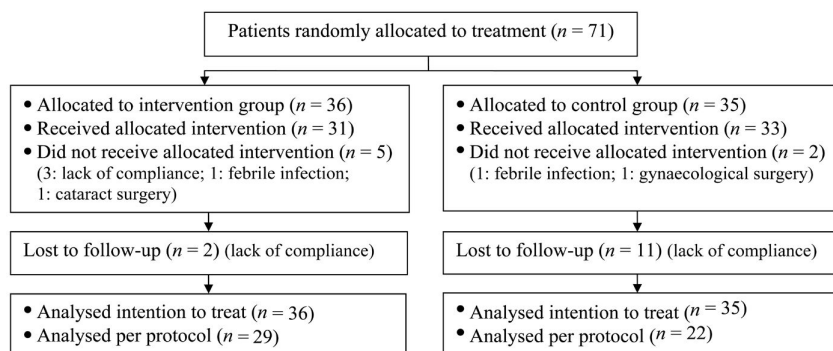 Patients randomly allocated to treatment (n = 71)
• Allocated to intervention group (n = 36)
• Received allocated intervention (n = 31)
• Did not receive allocated intervention (n = 5)
(3: lack of compliance; 1: febrile infection;
1: cataract surgery)
• Allocated to control group (n = 35)
• Received allocated intervention (n = 33)
• Did not receive allocated intervention (n = 2)
(1: febrile infection; 1: gynaecological surgery)
Lost to follow-up (n = 2) (lack of compliance)
Lost to follow-up (n = 11) (lack of compliance)
• Analysed intention to treat (n = 36)
• Analysed per protocol (n = 29)
• Analysed intention to treat (n = 35)
• Analysed per protocol (n = 22)